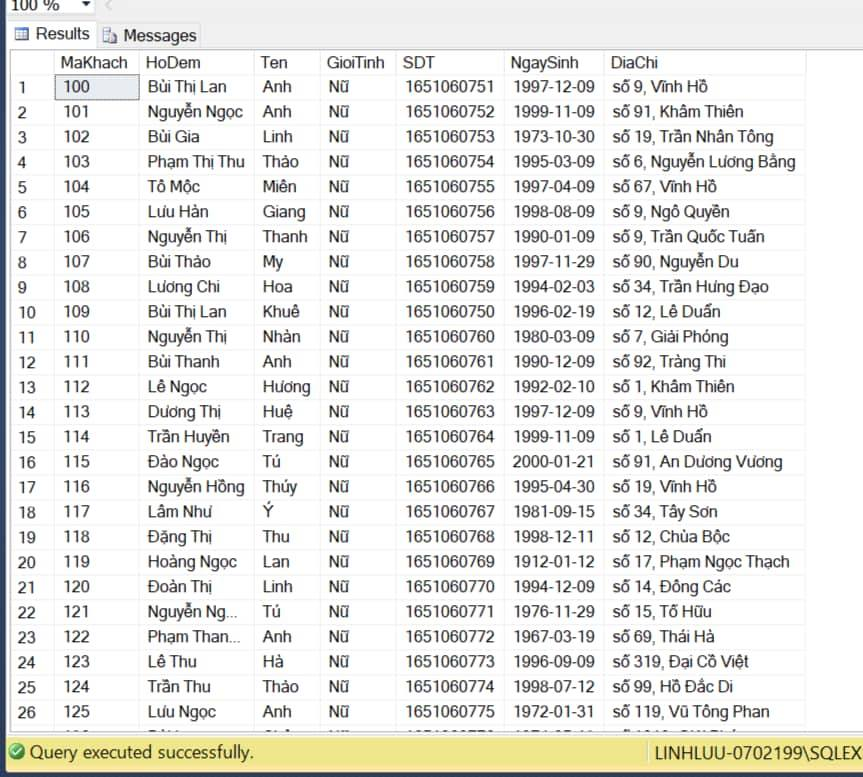 100 %
Results Messages
MaKhach HoDem Ten GioiTinh SDT NgaySinh DiaChi
1 100 Bùi Thị Lan Anh Nữ 1651060751 1997-12-09 số 9, Vĩnh Hồ
2 101 Nguyễn Ngọc Anh Nữ 1651060752 1999-11-09 số 91, Khâm Thiên
3 102 Bùi Gia Linh Nữ 1651060753 1973-10-30 số 19, Trần Nhân Tông
4 103 Phạm Thị Thu Thảo Nữ 1651060754 1995-03-09 số 6, Nguyễn Lương Bằng
5 104 Tô Mộc Miên Nữ 1651060755 1997-04-09 số 67, Vĩnh Hồ
6 105 Lưu Hàn Giang Nữ 1651060756 1998-08-09 số 9, Ngô Quyền
7 106 Nguyễn Thị Thanh Nữ 1651060757 1990-01-09 số 9, Trần Quốc Tuấn
8 107 Bùi Thảo My Nữ 1651060758 1997-11-29 số 90, Nguyễn Du
9 108 Lương Chi Hoa Nữ 1651060759 1994-02-03 số 34, Trần Hưng Đạo
10 109 Bùi Thị Lan Khuê Nữ 1651060750 1996-02-19 số 12, Lê Duẩn
11 110 Nguyễn Thị Nhàn Nữ 1651060760 1980-03-09 số 7, Giải Phóng
12 111 Bùi Thanh Anh Nữ 1651060761 1990-12-09 số 92, Tràng Thi
13 112 Lê Ngọc Hương Nữ 1651060762 1992-02-10 số 1, Khâm Thiên
14 113 Dương Thị Huệ Nữ 1651060763 1997-12-09 số 9, Vĩnh Hồ
15 114 Trần Huyền Trang Nữ 1651060764 1999-11-09 số 1, Lê Duẩn
16 115 Đào Ngọc Tú Nữ 1651060765 2000-01-21 số 91, An Dương Vương
17 116 Nguyễn Hồng Thúy Nữ 1651060766 1995-04-30 số 19, Vĩnh Hồ
18 117 Lâm Như Ý Nữ 1651060767 1981-09-15 số 34, Tây Sơn
19 118 Đặng Thị Thu Nữ 1651060768 1998-12-11 số 12, Chùa Bộc
20 119 Hoàng Ngọc Lan Nữ 1651060769 1912-01-12 số 17, Phạm Ngọc Thạch
21 120 Đoàn Thị Linh Nữ 1651060770 1994-12-09 số 14, Đông Các
22 121 Nguyễn Ng... Tú Nữ 1651060771 1976-11-29 số 15, Tố Hữu
23 122 Phạm Than... Anh Nữ 1651060772 1967-03-19 số 69, Thái Hà
24 123 Lê Thu Hà Nữ 1651060773 1996-09-09 số 319, Đại Cồ Việt
25 124 Trần Thu Thảo Nữ 1651060774 1998-07-12 số 99, Hồ Đắc Di
26 125 Lưu Ngọc Anh Nữ 1651060775 1972-01-31 số 119, Vũ Tông Phan
Query executed successfully. LINHLUU-0702199\SQLEX